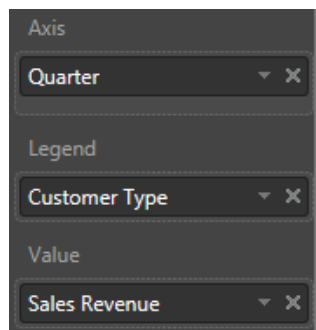 Axis
Quarter
Legend
Customer Type
Value
Sales Revenue